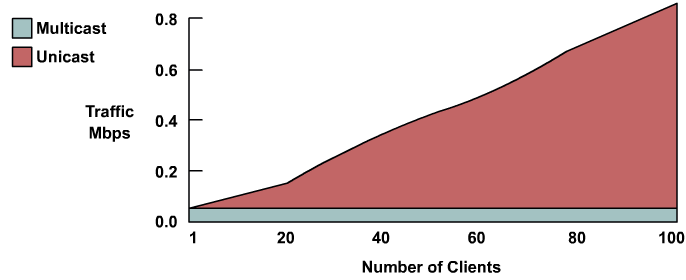 Multicast
Unicast
Traffic
Mbps
0.8
0.6
0.4
0.2
0.0
1 20 40 60 80 100
Number of Clients